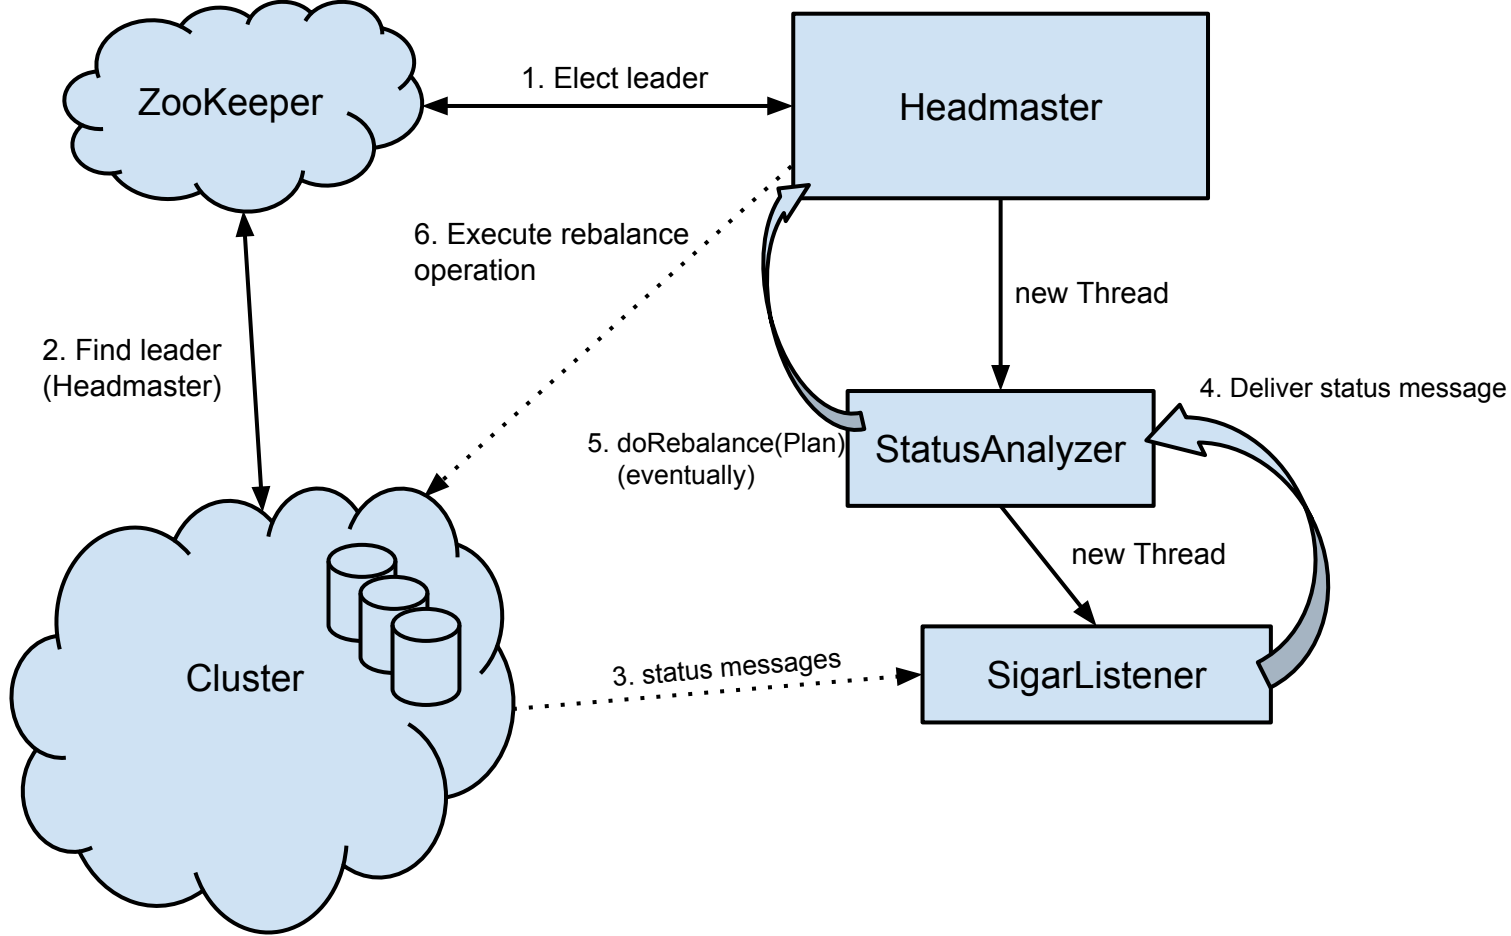 ZooKeeper
1. Elect leader
Headmaster
6. Execute rebalance
operation
new Thread
2. Find leader
(Headmaster)
4. Deliver status message
5. doRebalance(Plan)
(eventually)
StatusAnalyzer
new Thread
Cluster
3. status messages
SigarListener